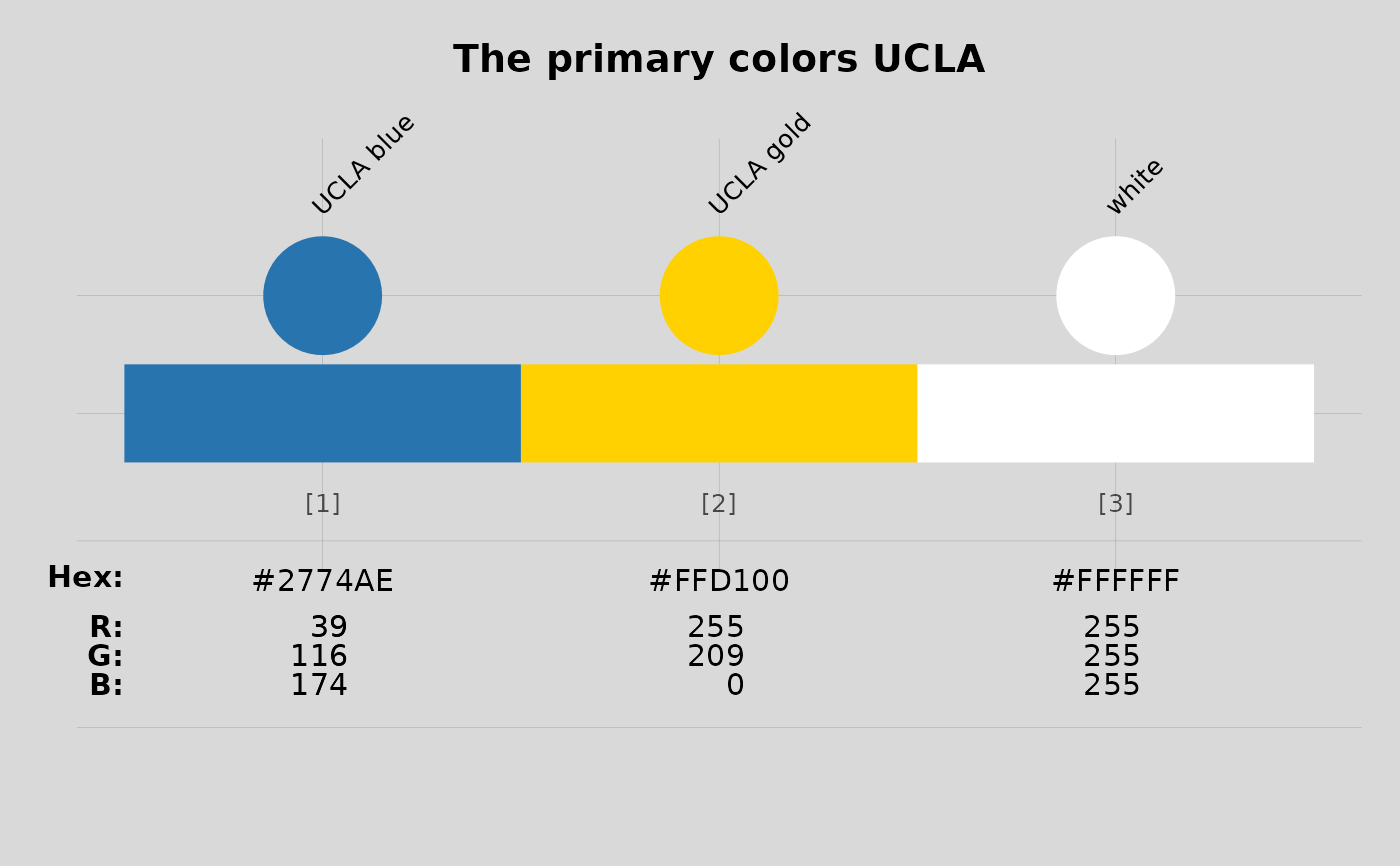 The primary colors UCLA
UCLA blue
UCLA gold
white
[1] [2] [3]
Hex: #2774AE #FFD100 #FFFFFF
R: 39 255 255
G: 116 209 255
B: 174 0 255